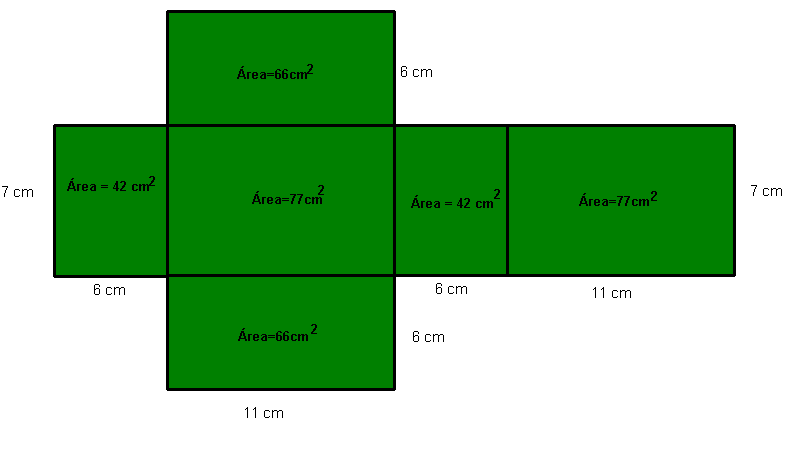 Área=66cm²
6 cm
7 cm
Área = 42 cm²
Área=77cm²
Área = 42 cm²
Área=77cm²
7 cm
6 cm
6 cm
11 cm
Área=66cm²
6 cm
11 cm